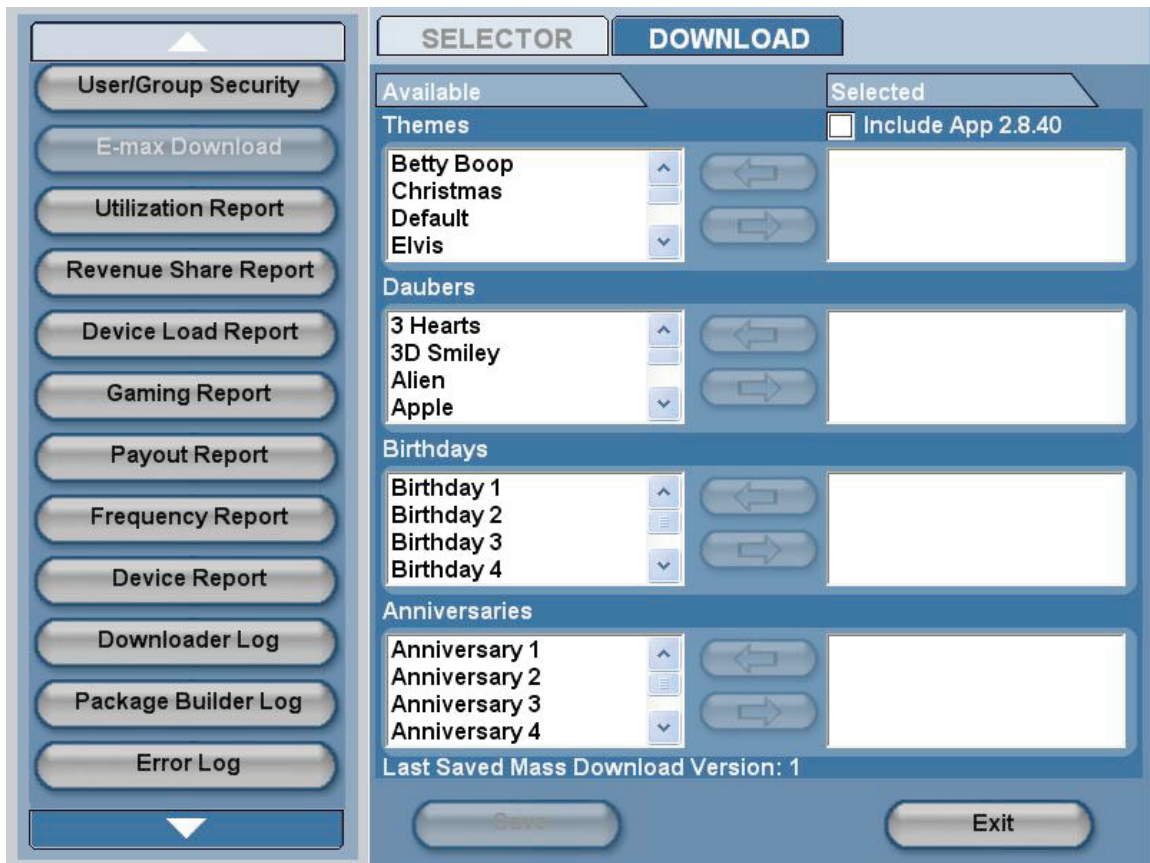 User/Group Security
E-max Download
Utilization Report
Revenue Share Report
Device Load Report
Gaming Report
Payout Report
Frequency Report
Device Report
Downloader Log
Package Builder Log
Error Log
SELECTOR
DOWNLOAD
Available
Selected
Themes
Include App 2.8.40
Betty Boop
Christmas
Default
Elvis
Daubers
3 Hearts
3D Smiley
Alien
Apple
Birthdays
Birthday 1
Birthday 2
Birthday 3
Birthday 4
Anniversaries
Anniversary 1
Anniversary 2
Anniversary 3
Anniversary 4
Last Saved Mass Download Version: 1
Save
Exit